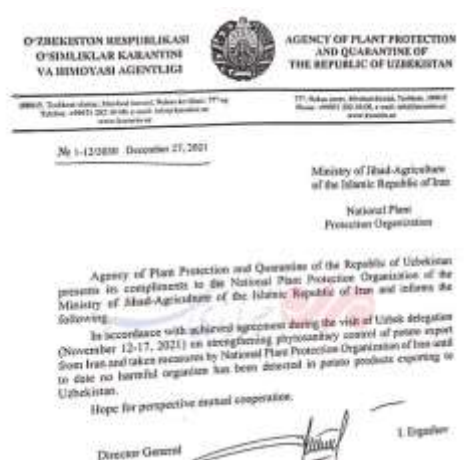 O'ZBEKISTON RESPUBLIKASI
O'SIMLIKLAR KARANTINI
VA HIMOYASI AGENTLIGI
AGENCY OF PLANT PROTECTION
AND QUARANTINE OF
THE REPUBLIC OF UZBEKISTAN
№ 1-12/2030 December 27, 2021
Ministry of Jihad-Agriculture
of the Islamic Republic of Iran
National Plant
Protection Organization
Agency of Plant Protection and Quarantine of the Republic of Uzbekistan
presents its compliments to the National Plant Protection Organization of the
Ministry of Jihad-Agriculture of the Islamic Republic of Iran and informs the
following.
In accordance with achieved agreement during the visit of Uzbek delegation
(November 12-17, 2021) on strengthening phytosanitary control of potato export
from Iran and taken measures by National Plant Protection Organization of Iran until
to date no harmful organism has been detected in potato products exporting to
Uzbekistan.
Hope for perspective mutual cooperation.
Director General
I. Ergashev